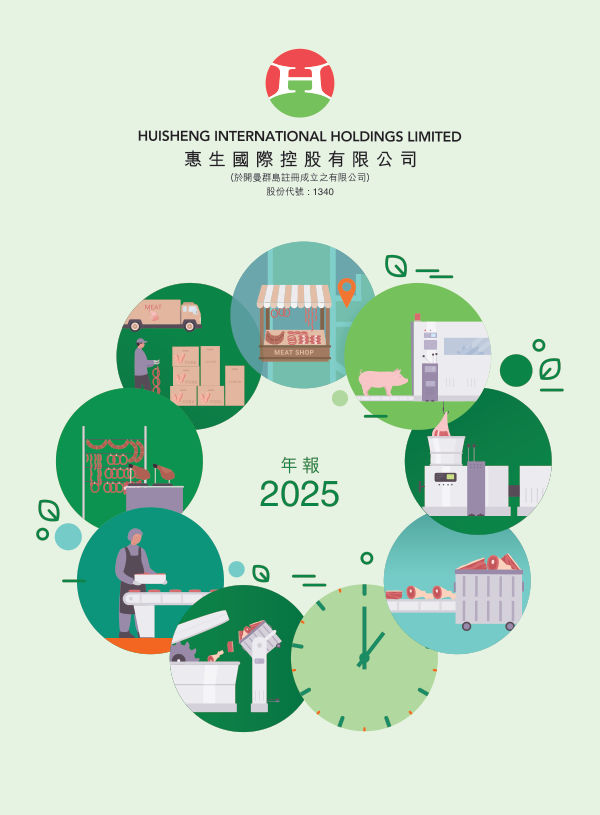 HUISHENG INTERNATIONAL HOLDINGS LIMITED
惠生國際控股有限公司
(於開曼群島註冊成立之有限公司)
股份代號 : 1340
MEAT
MEAT SHOP
年報
2025